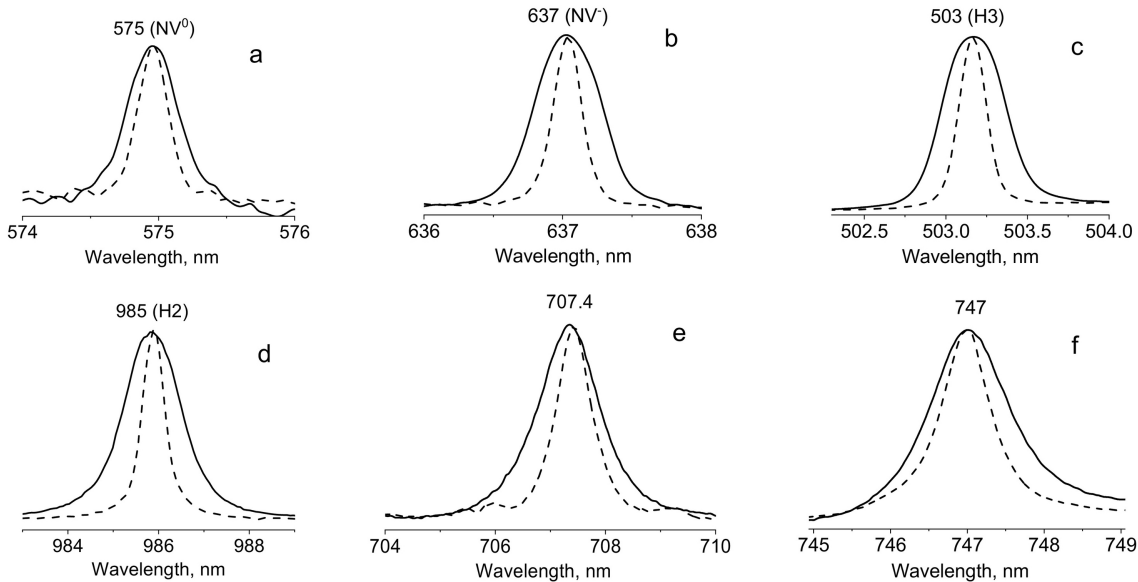 575 (NV⁰)
a
574 575 576
Wavelength, nm
637 (NV⁻)
b
636 637 638
Wavelength, nm
503 (H3)
c
502.5 503.0 503.5 504.0
Wavelength, nm
985 (H2)
d
984 986 988
Wavelength, nm
707.4
e
704 706 708 710
Wavelength, nm
747
f
745 746 747 748 749
Wavelength, nm